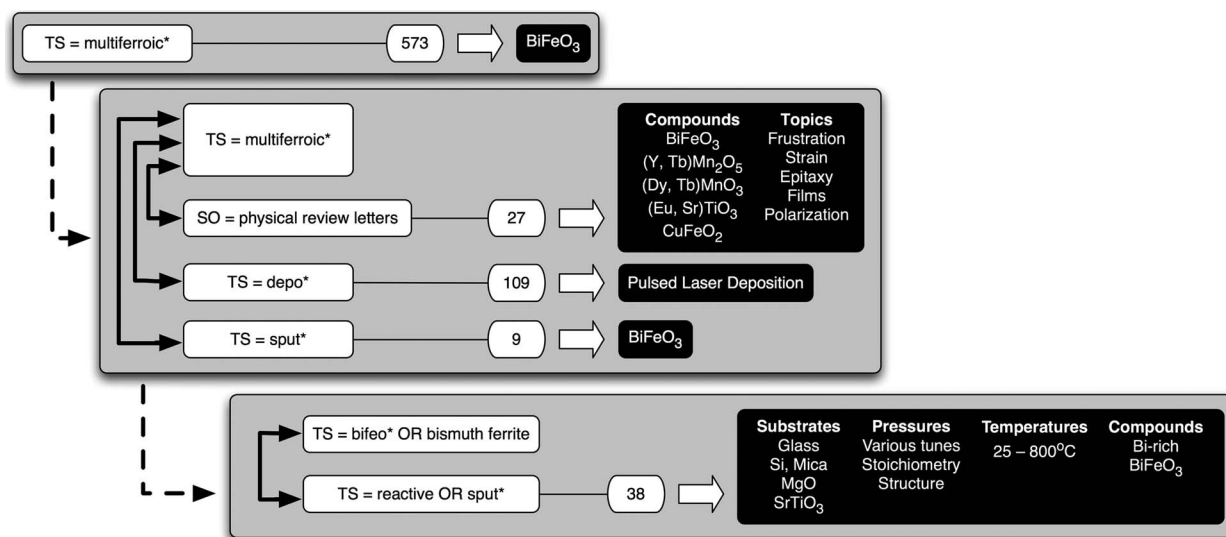 TS = multiferroic*
573
BiFeO₃
TS = multiferroic*
SO = physical review letters
27
Compounds
BiFeO₃
(Y, Tb)Mn₂O₅
(Dy, Tb)MnO₃
(Eu, Sr)TiO₃
CuFeO₂
Topics
Frustration
Strain
Epitaxy
Films
Polarization
TS = depo*
109
Pulsed Laser Deposition
TS = sput*
9
BiFeO₃
TS = bifeo* OR bismuth ferrite
TS = reactive OR sput*
38
Substrates
Glass
Si, Mica
MgO
SrTiO₃
Pressures
Various tunes
Stoichiometry
Structure
Temperatures
25 – 800⁰C
Compounds
Bi-rich
BiFeO₃